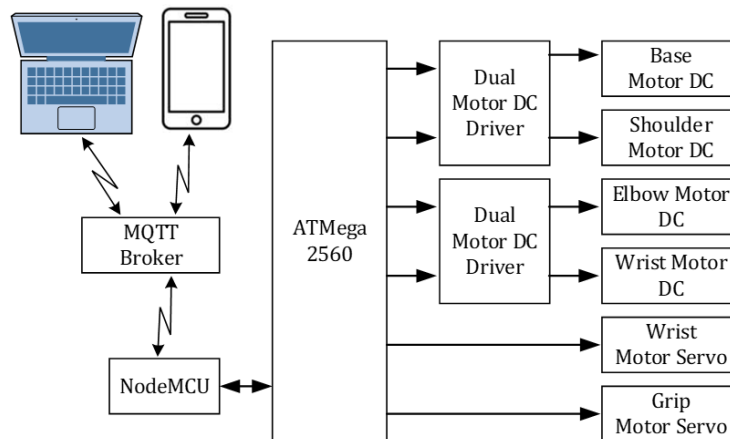 MQTT
Broker
NodeMCU
ATMega
2560
Dual
Motor DC
Driver
Dual
Motor DC
Driver
Base
Motor DC
Shoulder
Motor DC
Elbow Motor
DC
Wrist Motor
DC
Wrist
Motor Servo
Grip
Motor Servo